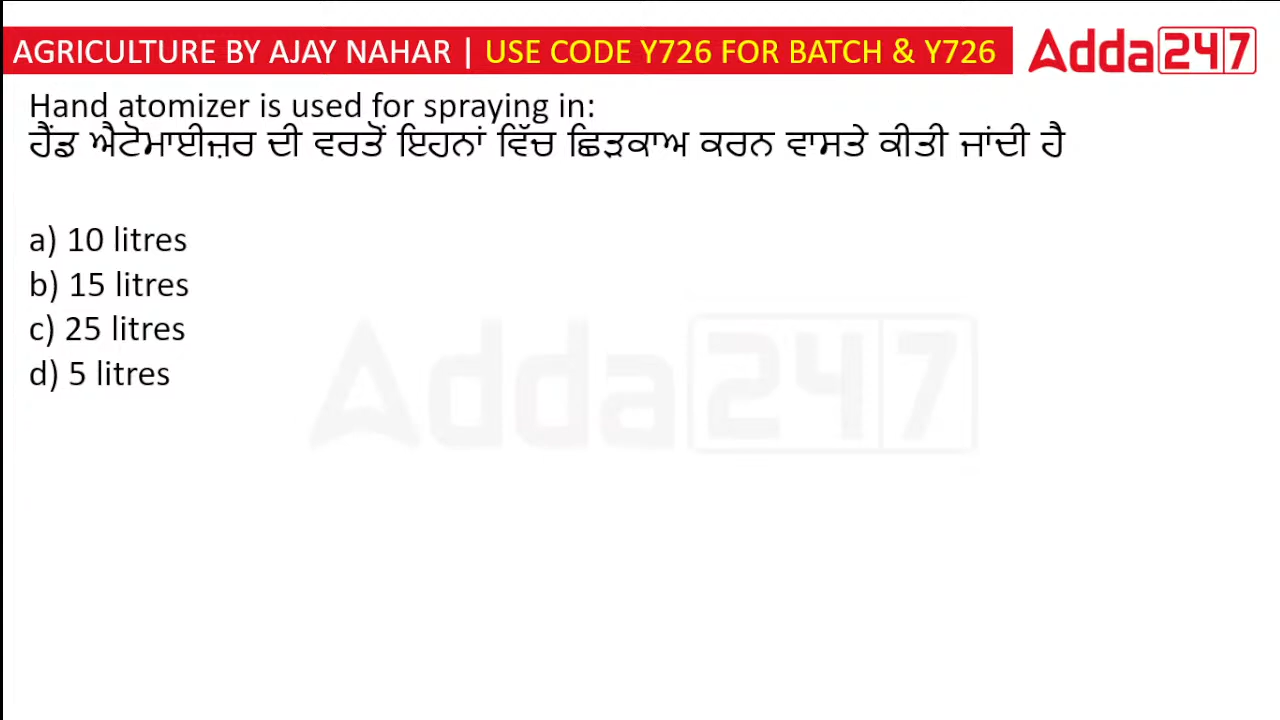 AGRICULTURE BY AJAY NAHAR | USE CODE Y726 FOR BATCH & Y726
Adda247
Hand atomizer is used for spraying in:
ਹੈਂਡ ਐਟੋਮਾਈਜ਼ਰ ਦੀ ਵਰਤੋਂ ਇਹਨਾਂ ਵਿੱਚ ਛਿੜਕਾਅ ਕਰਨ ਵਾਸਤੇ ਕੀਤੀ ਜਾਂਦੀ ਹੈ
a) 10 litres
b) 15 litres
c) 25 litres
d) 5 litres
Adda247